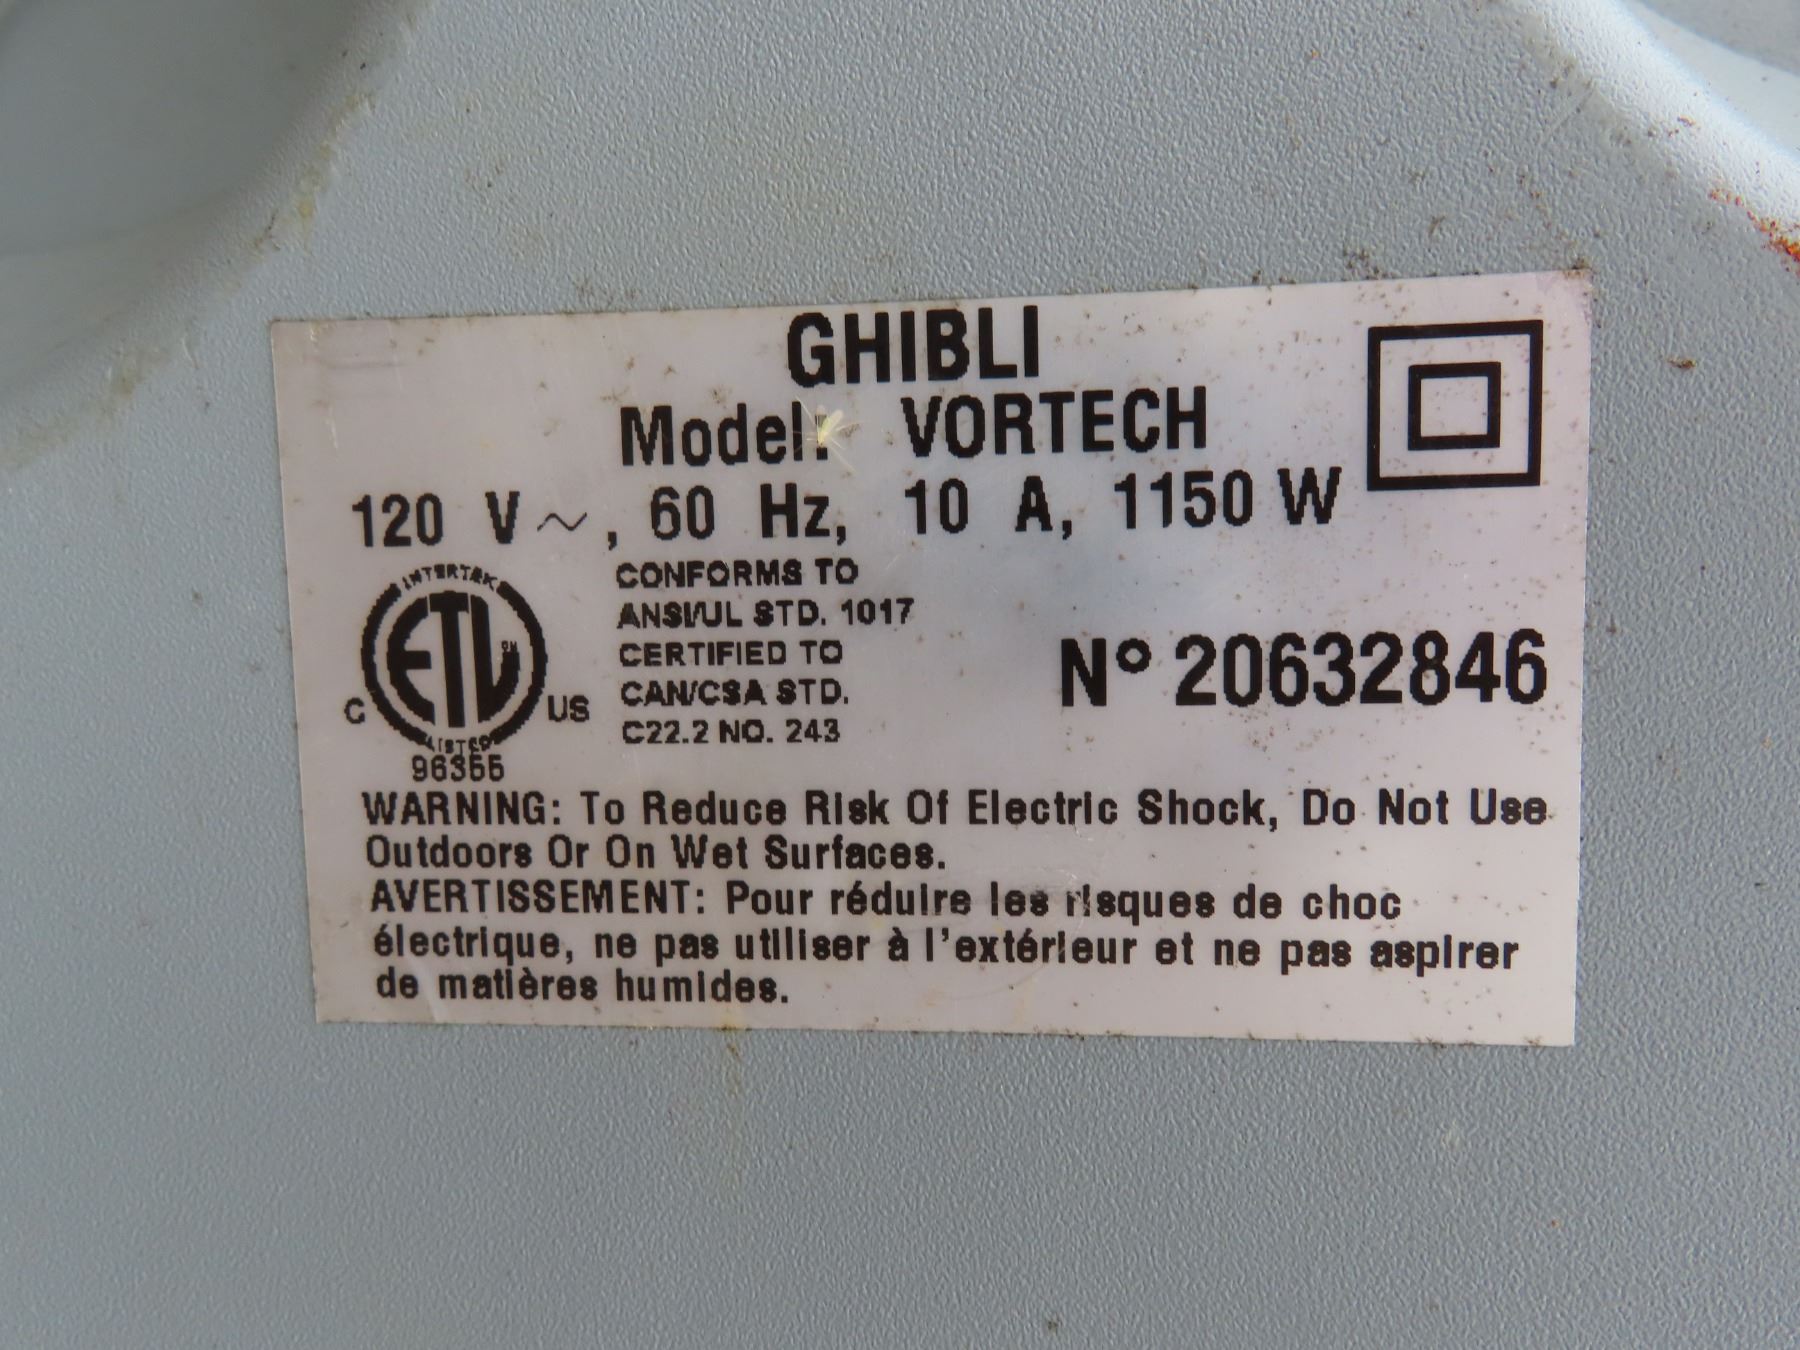 GHIBLI
Model: VORTECH
120 V ~, 60 Hz, 10 A, 1150 W
INTERTEK
ETL
C US
LISTED
96355
CONFORMS TO
ANSI/UL STD. 1017
CERTIFIED TO
CAN/CSA STD.
C22.2 NO. 243
N° 20632846
WARNING: To Reduce Risk Of Electric Shock, Do Not Use
Outdoors Or On Wet Surfaces.
AVERTISSEMENT: Pour réduire les risques de choc
électrique, ne pas utiliser à l'extérieur et ne pas aspirer
de matières humides.